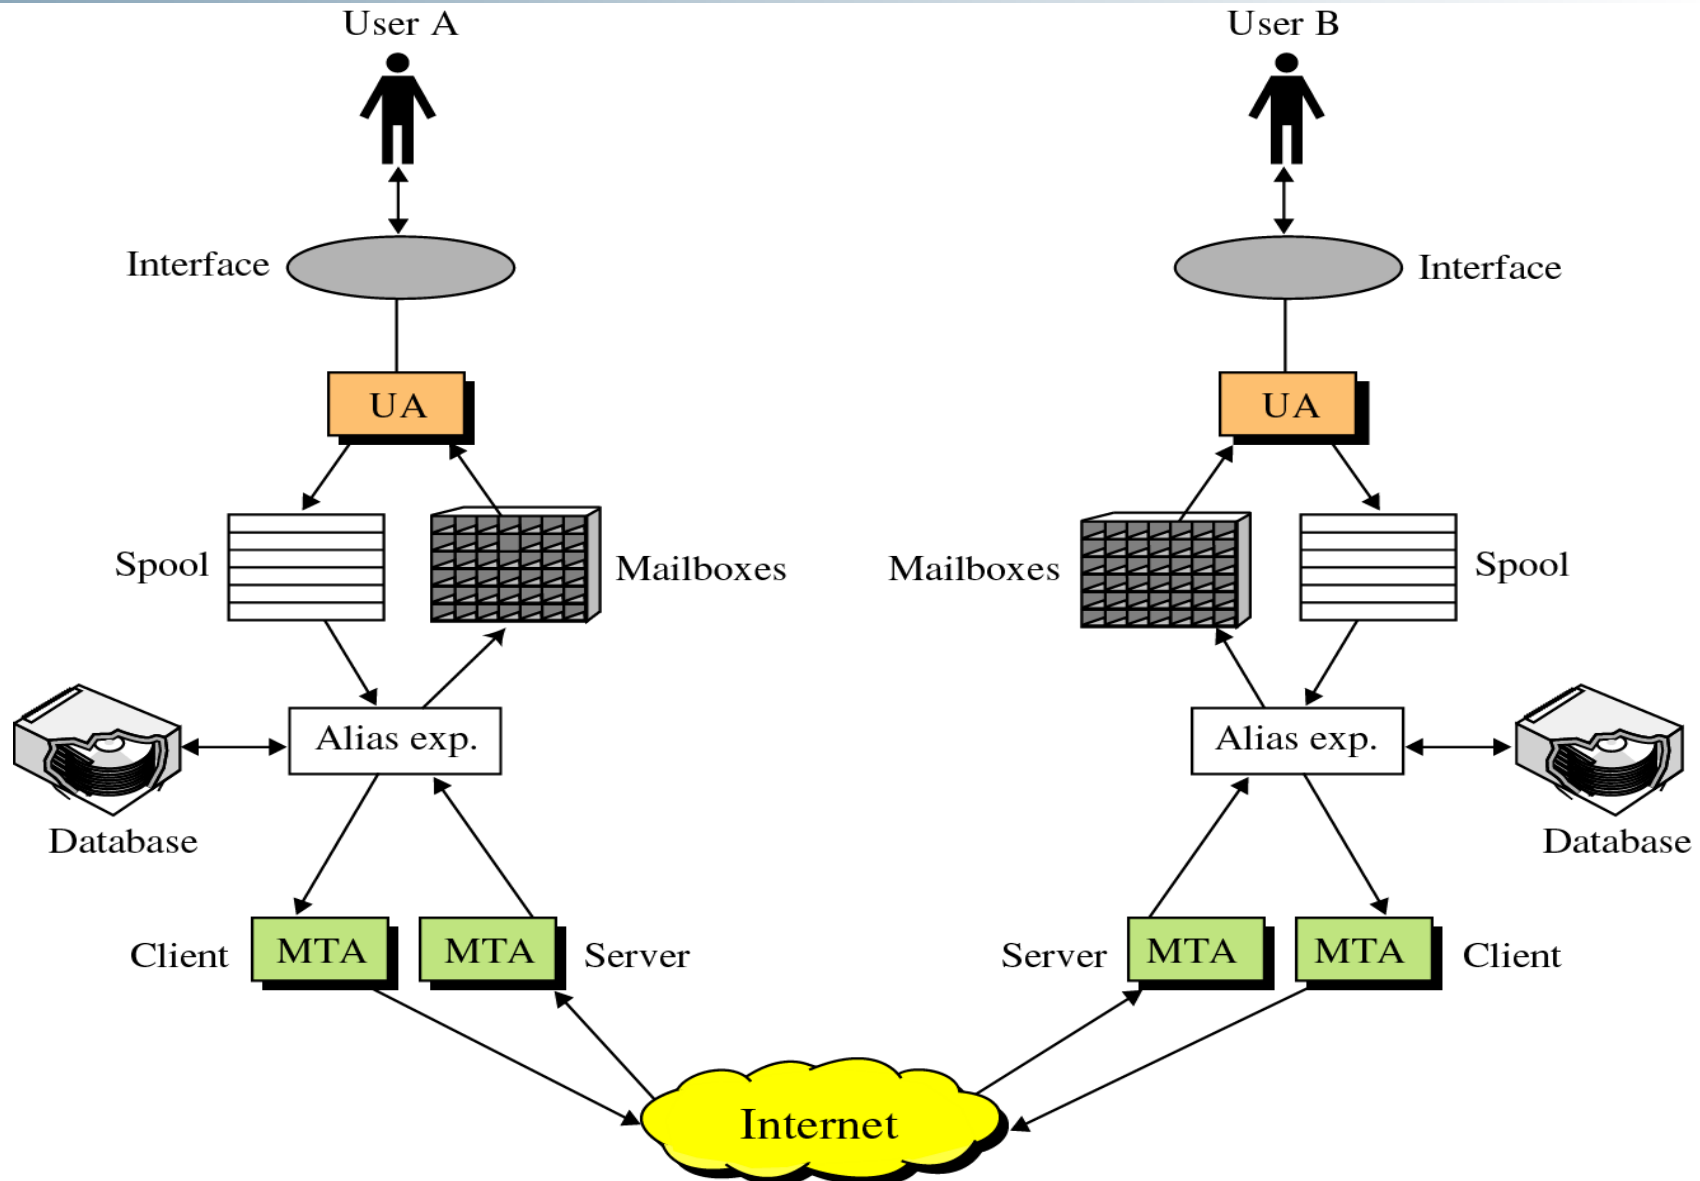 User A
User B
Interface
Interface
UA
UA
Spool
Mailboxes
Mailboxes
Spool
Alias exp.
Alias exp.
Database
Database
Client
MTA
MTA
Server
Server
MTA
MTA
Client
Internet